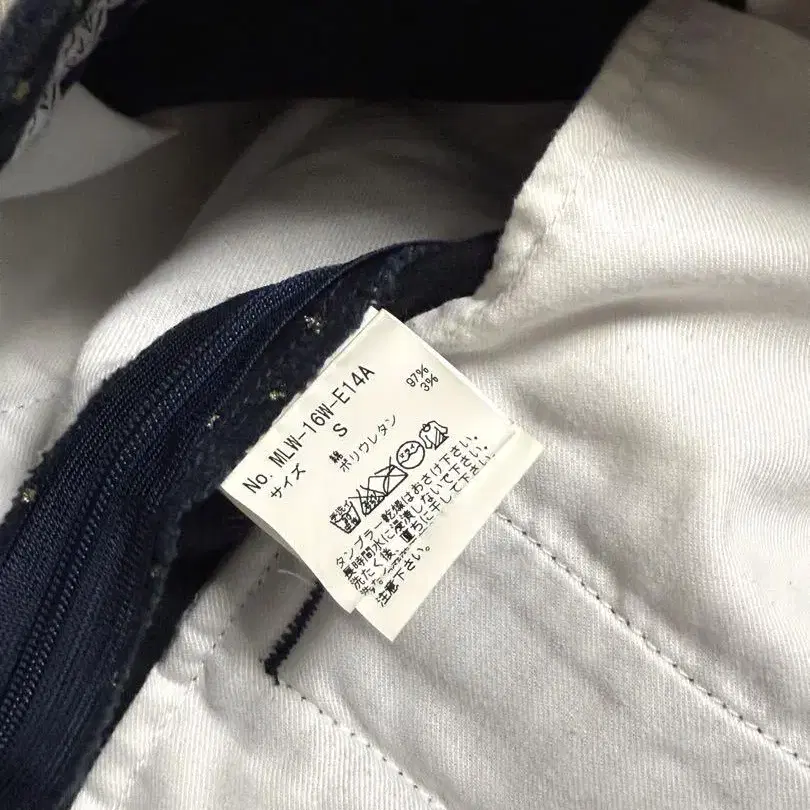 No. MLW-16W-E14A
サイズ S
綿 97%
ポリウレタン 3%
タンブラー乾燥はおさけ下さい。
長時間水に浸漬しないで下さい。
洗たく後、直ちに干して下さい。
注意下さい。